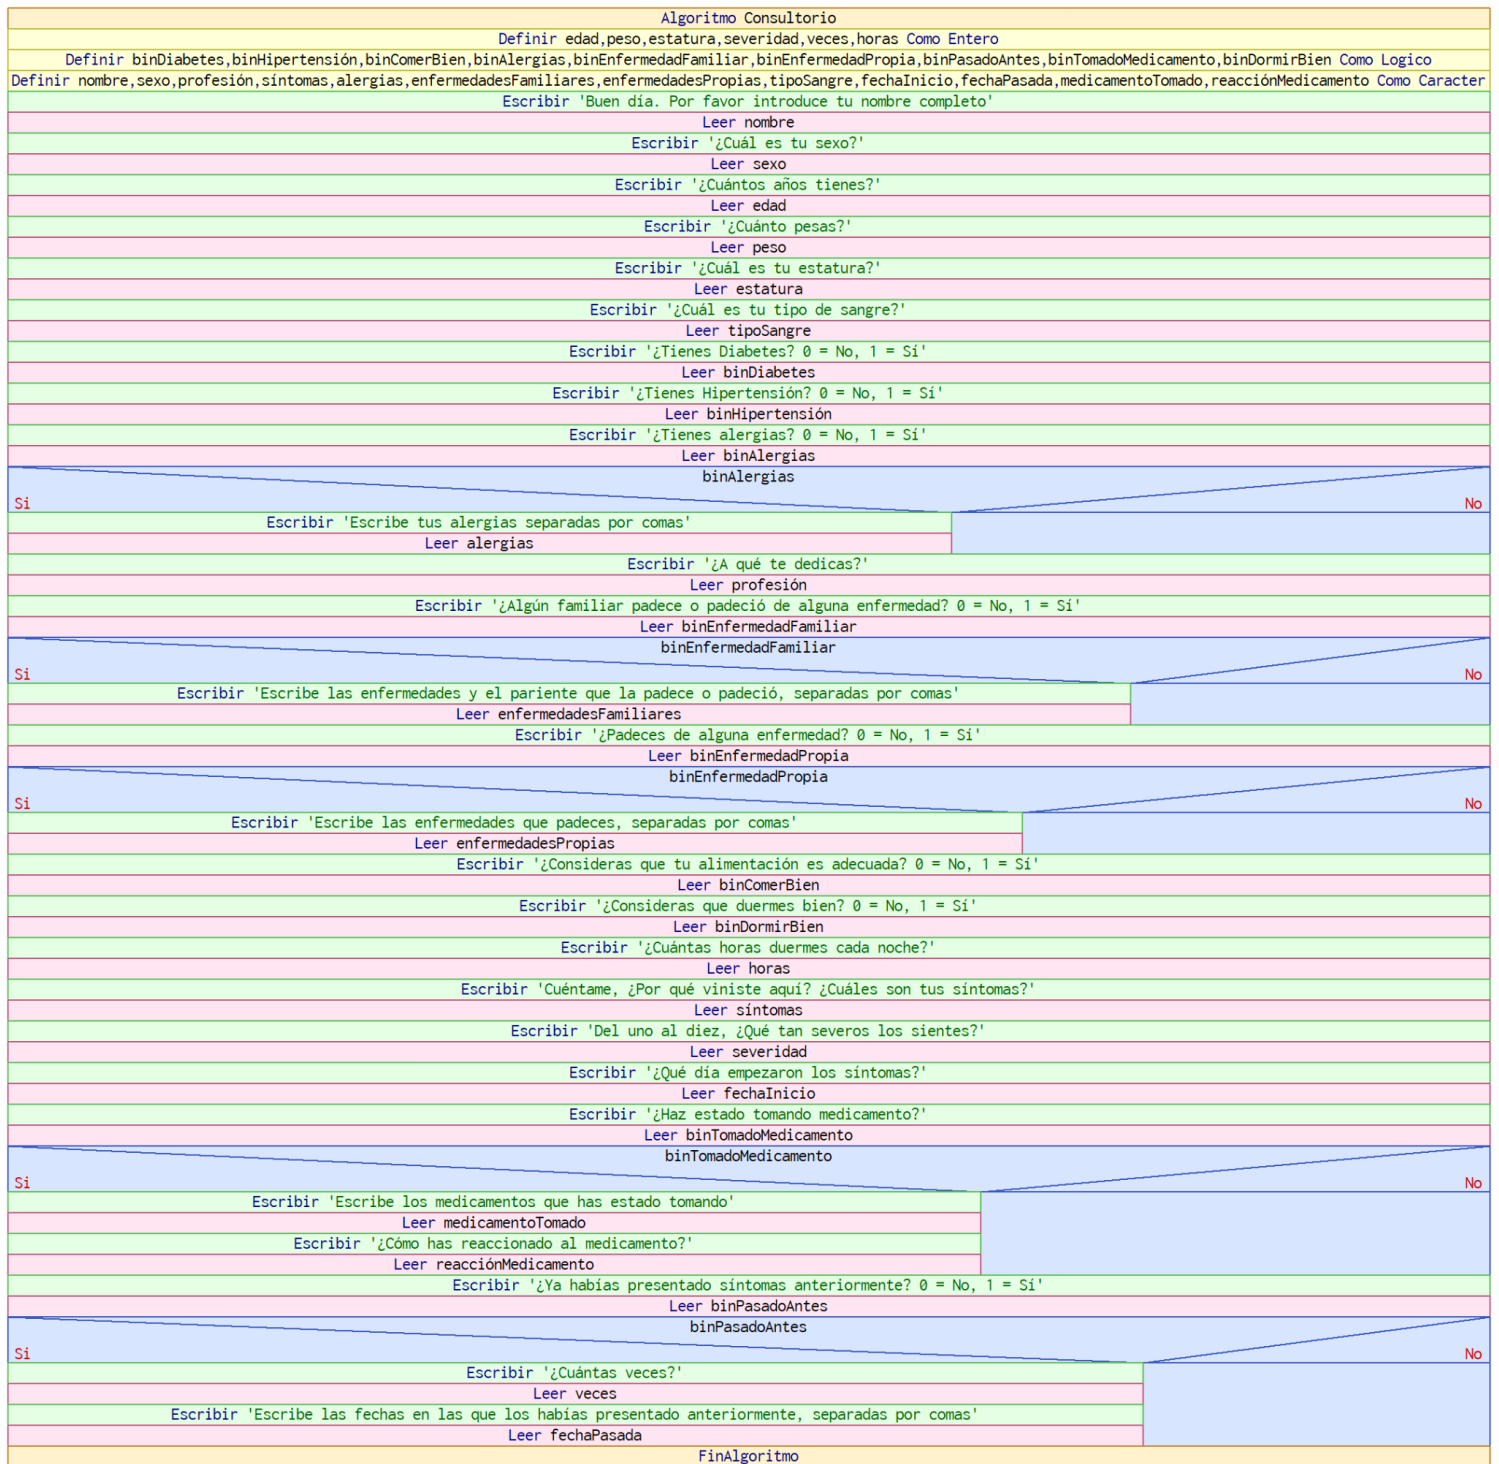 Algoritmo Consultorio
Definir edad,peso,estatura,severidad,veces,horas Como Entero
Definir binDiabetes,binHipertensión,binComerBien,binAlergias,binEnfermedadFamiliar,binEnfermedadPropia,binPasadoAntes,binTomadoMedicamento,binDormirBien Como Logico
Definir nombre,sexo,profesión,síntomas,alergias,enfermedadesFamiliares,enfermedadesPropias,tipoSangre,fechaInicio,fechaPasada,medicamentoTomado,reacciónMedicamento Como Caracter
Escribir 'Buen día. Por favor introduce tu nombre completo'
Leer nombre
Escribir '¿Cuál es tu sexo?'
Leer sexo
Escribir '¿Cuántos años tienes?'
Leer edad
Escribir '¿Cuánto pesas?'
Leer peso
Escribir '¿Cuál es tu estatura?'
Leer estatura
Escribir '¿Cuál es tu tipo de sangre?'
Leer tipoSangre
Escribir '¿Tienes Diabetes? 0 = No, 1 = Sí'
Leer binDiabetes
Escribir '¿Tienes Hipertensión? 0 = No, 1 = Sí'
Leer binHipertensión
Escribir '¿Tienes alergias? 0 = No, 1 = Sí'
Leer binAlergias
binAlergias
Si No
Escribir 'Escribe tus alergias separadas por comas'
Leer alergias
Escribir '¿A qué te dedicas?'
Leer profesión
Escribir '¿Algún familiar padece o padeció de alguna enfermedad? 0 = No, 1 = Sí'
Leer binEnfermedadFamiliar
binEnfermedadFamiliar
Si No
Escribir 'Escribe las enfermedades y el pariente que la padece o padeció, separadas por comas'
Leer enfermedadesFamiliares
Escribir '¿Padeces de alguna enfermedad? 0 = No, 1 = Sí'
Leer binEnfermedadPropia
binEnfermedadPropia
Si No
Escribir 'Escribe las enfermedades que padeces, separadas por comas'
Leer enfermedadesPropias
Escribir '¿Consideras que tu alimentación es adecuada? 0 = No, 1 = Sí'
Leer binComerBien
Escribir '¿Consideras que duermes bien? 0 = No, 1 = Sí'
Leer binDormirBien
Escribir '¿Cuántas horas duermes cada noche?'
Leer horas
Escribir 'Cuéntame, ¿Por qué viniste aquí? ¿Cuáles son tus síntomas?'
Leer síntomas
Escribir 'Del uno al diez, ¿Qué tan severos los sientes?'
Leer severidad
Escribir '¿Qué día empezaron los síntomas?'
Leer fechaInicio
Escribir '¿Haz estado tomando medicamento?'
Leer binTomadoMedicamento
binTomadoMedicamento
Si No
Escribir 'Escribe los medicamentos que has estado tomando'
Leer medicamentoTomado
Escribir '¿Cómo has reaccionado al medicamento?'
Leer reacciónMedicamento
Escribir '¿Ya habías presentado síntomas anteriormente? 0 = No, 1 = Sí'
Leer binPasadoAntes
binPasadoAntes
Si No
Escribir '¿Cuántas veces?'
Leer veces
Escribir 'Escribe las fechas en las que los habías presentado anteriormente, separadas por comas'
Leer fechaPasada
FinAlgoritmo